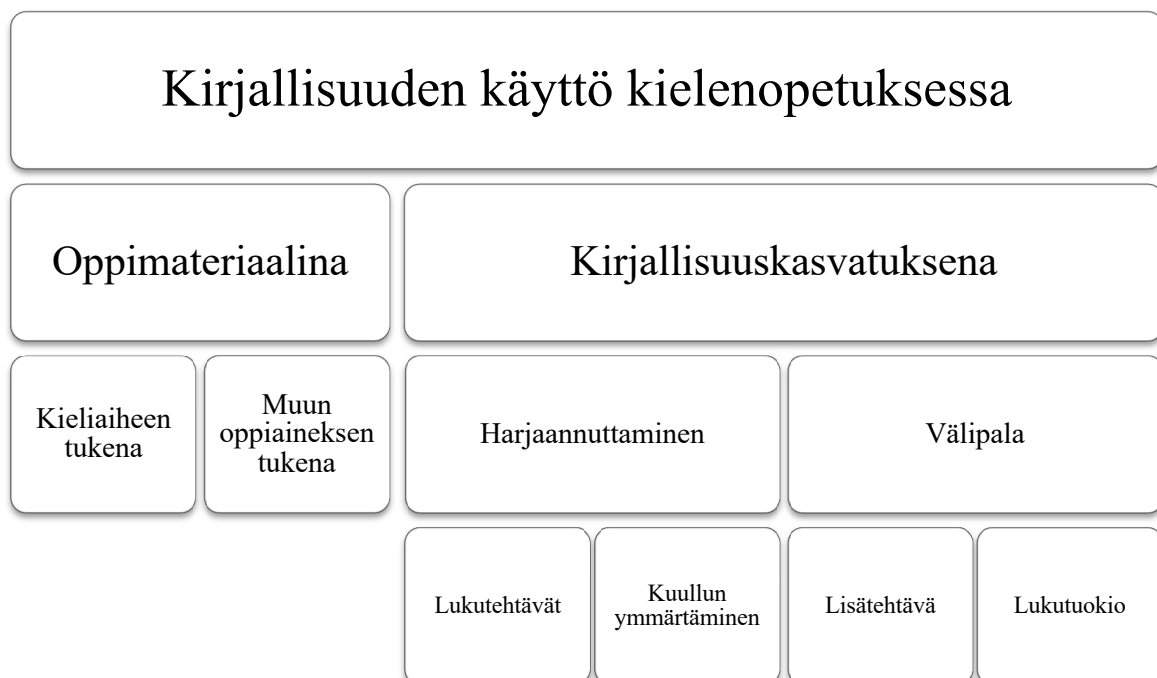 Kirjallisuuden käyttö kielenopetuksessa
Oppimateriaalina
Kirjallisuuskasvatuksena
Kieliaiheen
tukena
Muun
oppiaineksen
tukena
Harjaannuttaminen
Välipala
Lukutehtävät
Kuullun
ymmärtäminen
Lisätehtävä
Lukutuokio